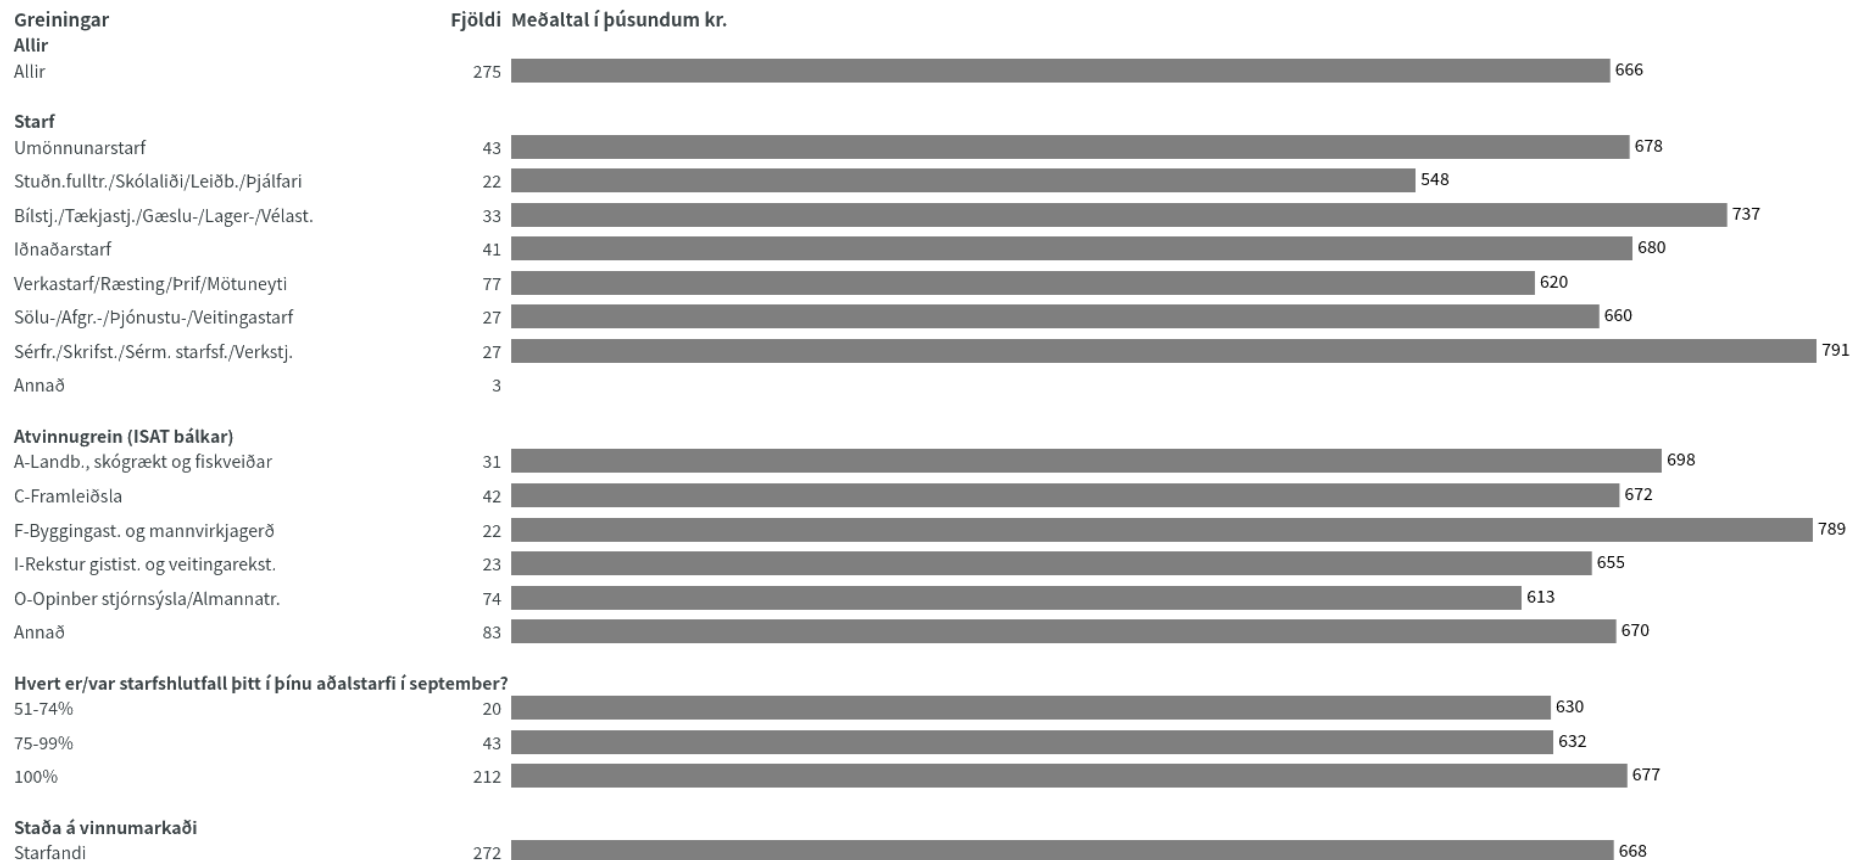 Greiningar Fjöldi Meðaltal í þúsundum kr.
Allir
Allir 275 666
Starf
Umönnunarstarf 43 678
Stuðn.fulltr./Skólaliði/Leiðb./Þjálfari 22 548
Bílstj./Tækjastj./Gæslu-/Lager-/Vélast. 33 737
Iðnaðarstarf 41 680
Verkastarf/Ræsting/Þrif/Mötuneyti 77 620
Sölu-/Afgr.-/Þjónustu-/Veitingastarf 27 660
Sérfr./Skrifst./Sérm. starfsf./Verkstj. 27 791
Annað 3
Atvinnugrein (ISAT bálkar)
A-Landb., skógrækt og fiskveiðar 31 698
C-Framleiðsla 42 672
F-Byggingast. og mannvirkjagerð 22 789
I-Rekstur gistist. og veitingarekst. 23 655
O-Opinber stjórnsýsla/Almannatr. 74 613
Annað 83 670
Hvert er/var starfshlutfall þitt í þínu aðalstarfi í september?
51-74% 20 630
75-99% 43 632
100% 212 677
Staða á vinnumarkaði
Starfandi 272 668